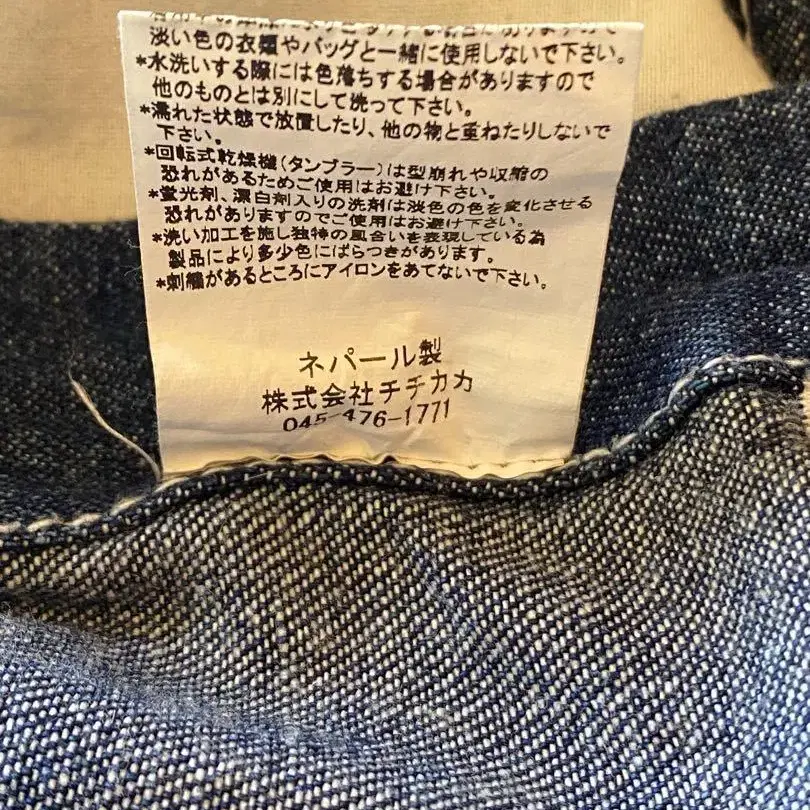 淡い色の衣類やバッグと一緒に使用しないで下さい。
*水洗いする際には色落ちする場合がありますので
他のものとは別にして洗って下さい。
*濡れた状態で放置したり、他の物と重ねたりしないで
下さい。
*回転式乾燥機(タンブラー)は型崩れや収縮の
恐れがあるためご使用はお避け下さい。
*蛍光剤、漂白剤入りの洗剤は淡色の色を変化させる
恐れがありますのでご使用はお避け下さい。
*洗い加工を施し独特の風合いを表現している為
製品により多少色にばらつきがあります。
*刺繍があるところにアイロンをあてないで下さい。
ネパール製
株式会社チチカカ
045-476-1771